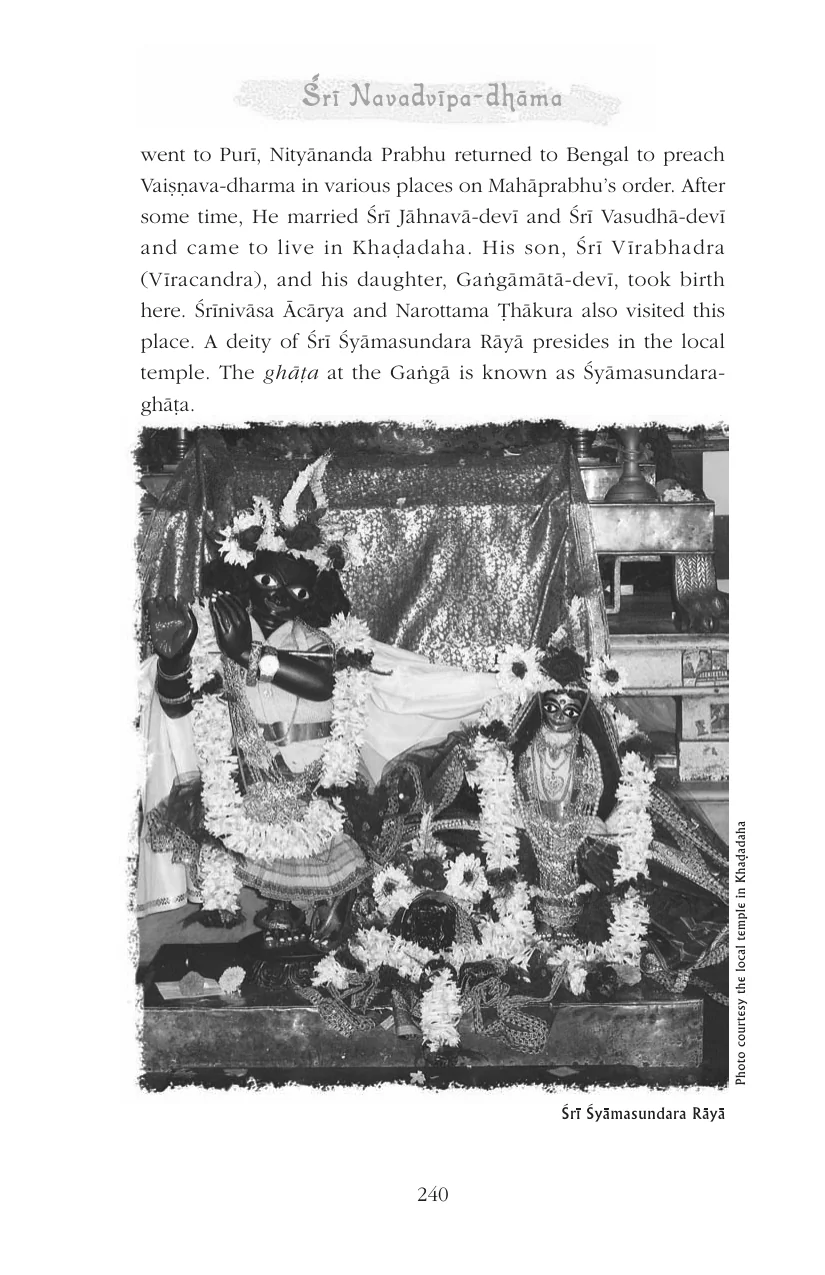 Śrī Navadvīpa-dhāma
went to Purī, Nityānanda Prabhu returned to Bengal to preach
Vaiṣṇava-dharma in various places on Mahāprabhu’s order. After
some time, He married Śrī Jāhnavā-devī and Śrī Vasudhā-devī
and came to live in Khaḍadaha. His son, Śrī Vīrabhadra
(Vīracandra), and his daughter, Gaṅgāmātā-devī, took birth
here. Śrīnivāsa Ācārya and Narottama Ṭhākura also visited this
place. A deity of Śrī Śyāmasundara Rāyā presides in the local
temple. The ghāṭa at the Gaṅgā is known as Śyāmasundara-
ghāṭa.
Photo courtesy the local temple in Khaḍadaha
Śrī Śyāmasundara Rāyā
240